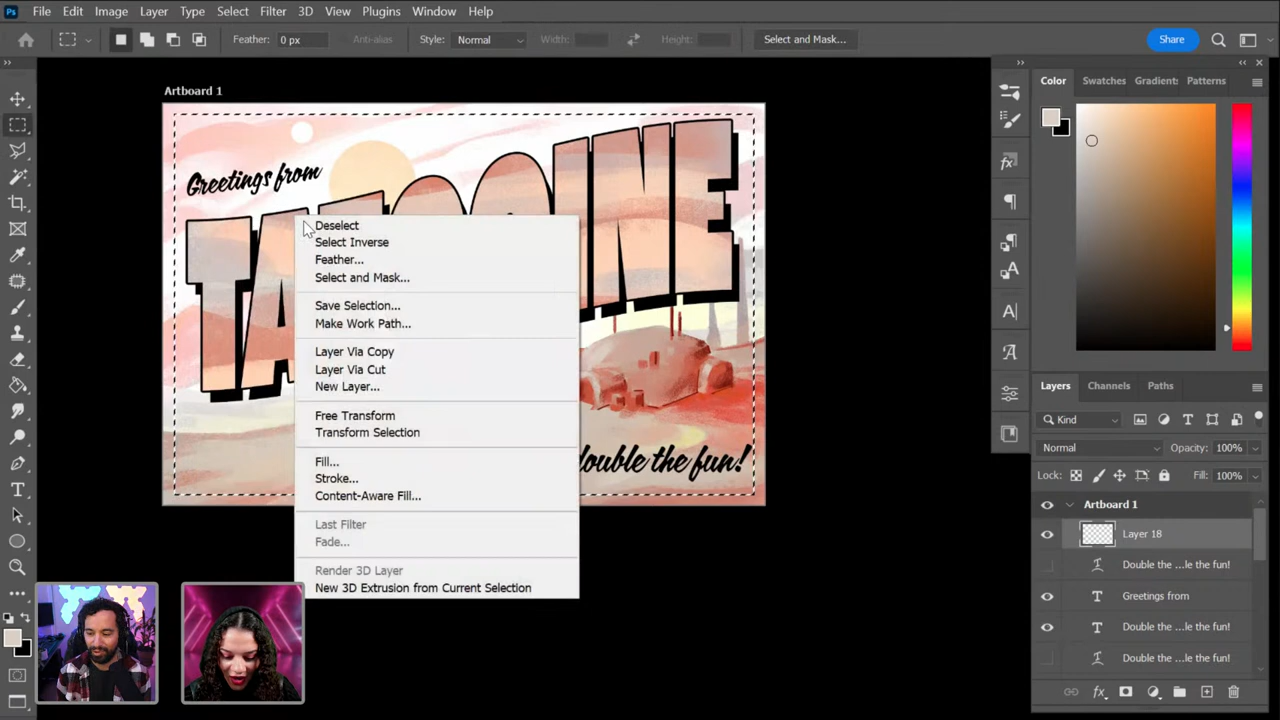 Ps File Edit Image Layer Type Select Filter 3D View Plugins Window Help
Feather: 0 px Anti-alias Style: Normal Width: Height: Select and Mask... Share
Artboard 1
Greetings from
TATOOINE
double the fun!
Deselect
Select Inverse
Feather...
Select and Mask...
Save Selection...
Make Work Path...
Layer Via Copy
Layer Via Cut
New Layer...
Free Transform
Transform Selection
Fill...
Stroke...
Content-Aware Fill...
Last Filter
Fade...
Render 3D Layer
New 3D Extrusion from Current Selection
Color Swatches Gradient: Patterns
Layers Channels Paths
Kind
Normal Opacity: 100%
Lock: Fill: 100%
Artboard 1
Layer 18
Double the ...le the fun!
Greetings from
Double the ...le the fun!
Double the ...le the fun!